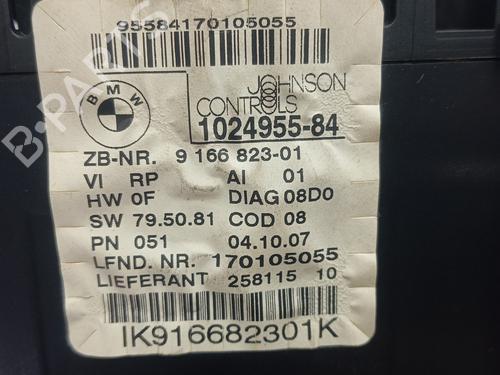 95584170105055
BMW
JOHNSON
CONTROLS
1024955-84
ZB-NR. 9 166 823-01
VI RP AI 01
HW 0F DIAG 08D0
SW 79.50.81 COD 08
PN 051 04.10.07
LFND. NR. 170105055
LIEFERANT 258115 10
IK916682301K
B-PARTS